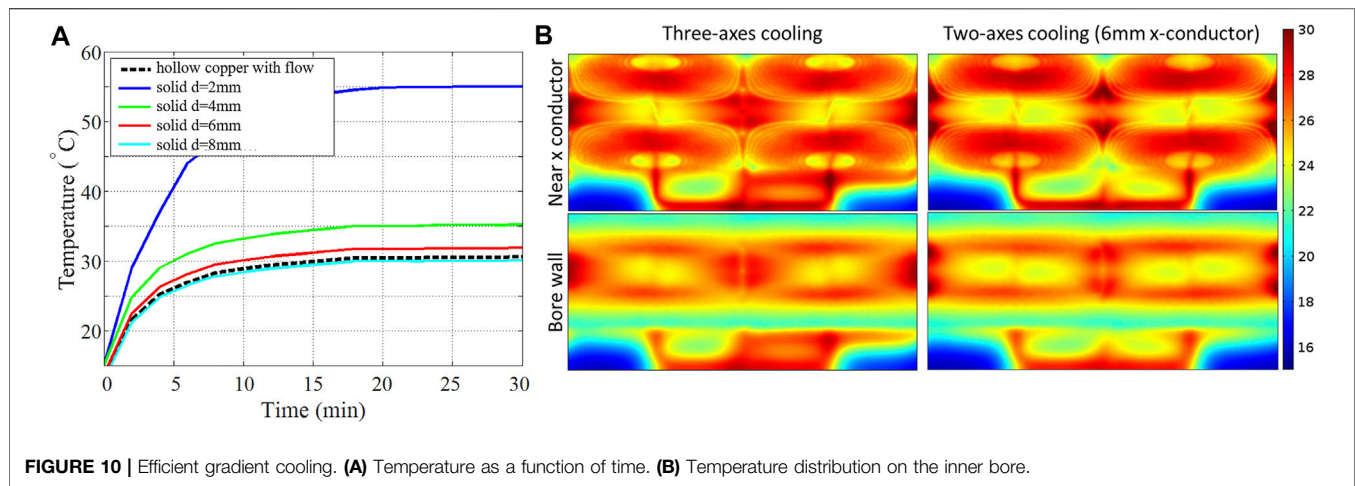 A
60
50
40
30
20
Temperature (°C)
hollow copper with flow
solid d=2mm
solid d=4mm
solid d=6mm
solid d=8mm
0 5 10 15 20 25 30
Time (min)
B
Three-axes cooling
Two-axes cooling (6mm x-conductor)
Near x conductor
Bore wall
30
28
26
24
22
20
18
16
FIGURE 10 | Efficient gradient cooling. (A) Temperature as a function of time. (B) Temperature distribution on the inner bore.